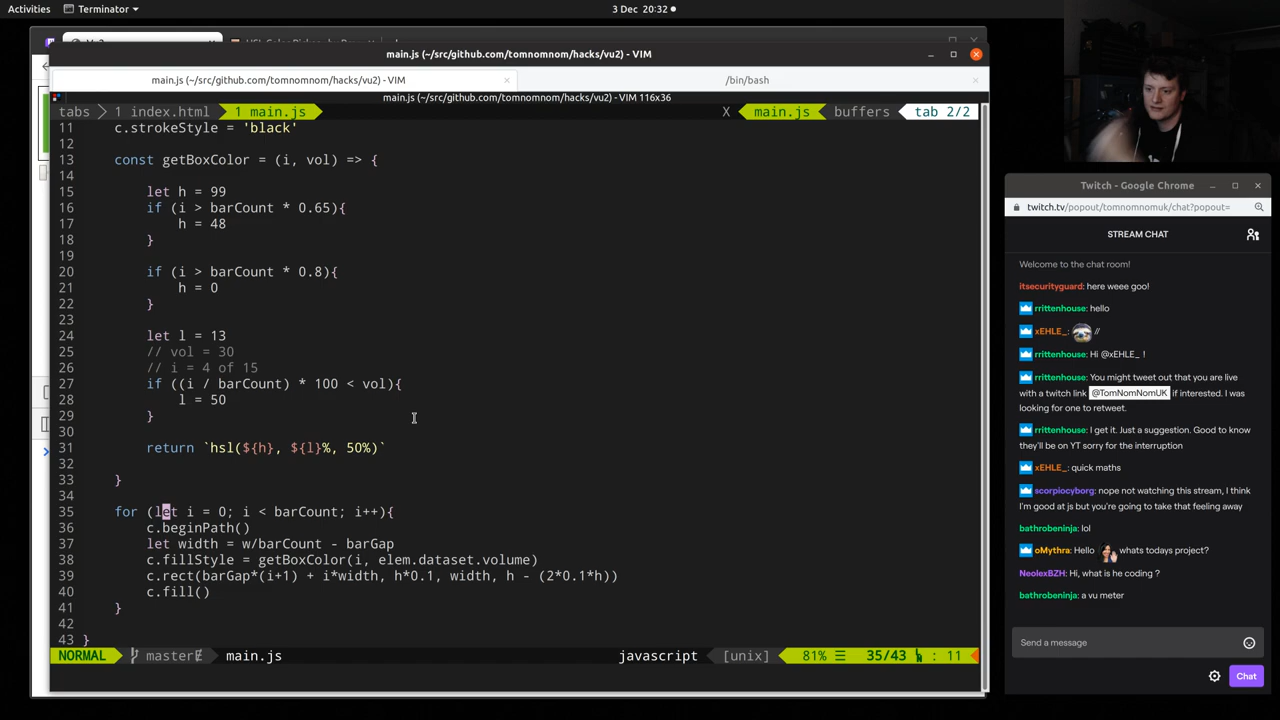 Activities
Terminator
3 Dec 20:32
main.js (~/src/github.com/tomnomnom/hacks/vu2) - VIM
main.js (~/src/github.com/tomnomnom/hacks/vu2) - VIM
/bin/bash
main.js (~/src/github.com/tomnomnom/hacks/vu2) - VIM 116x36
tabs 1 index.html 1 main.js X main.js buffers tab 2/2
11 c.strokeStyle = 'black'
12
13 const getBoxColor = (i, vol) => {
14
15 let h = 99
16 if (i > barCount * 0.65){
17 h = 48
18 }
19
20 if (i > barCount * 0.8){
21 h = 0
22 }
23
24 let l = 13
25 // vol = 30
26 // i = 4 of 15
27 if ((i / barCount) * 100 < vol){
28 l = 50
29 }
30
31 return `hsl(${h}, ${l}%, 50%)`
32
33 }
34
35 for (let i = 0; i < barCount; i++){
36 c.beginPath()
37 let width = w/barCount - barGap
38 c.fillStyle = getBoxColor(i, elem.dataset.volume)
39 c.rect(barGap*(i+1) + i*width, h*0.1, width, h - (2*0.1*h))
40 c.fill()
41 }
42
43 }
NORMAL master main.js javascript [unix] 81% 35/43 : 11
Twitch - Google Chrome
twitch.tv/popout/tomnomnomuk/chat?popout=
STREAM CHAT
Welcome to the chat room!
itsecurityguard: here weee goo!
rrittenhouse: hello
xEHLE_: //
rrittenhouse: Hi @xEHLE_ !
rrittenhouse: You might tweet out that you are live
with a twitch link @TomNomNomUK if interested. I was
looking for one to retweet.
rrittenhouse: I get it. Just a suggestion. Good to know
they'll be on YT sorry for the interruption
xEHLE_: quick maths
scorpiocyborg: nope not watching this stream, I think
I'm good at js but you're going to take that feeling away
bathrobeninja: lol
oMythra: Hello whats todays project?
NeolexBZH: Hi, what is he coding ?
bathrobeninja: a vu meter
Send a message
Chat